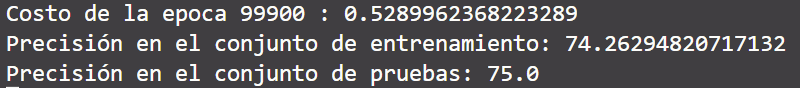 Costo de la epoca 99900 : 0.5289962368223289
Precisión en el conjunto de entrenamiento: 74.26294820717132
Precisión en el conjunto de pruebas: 75.0